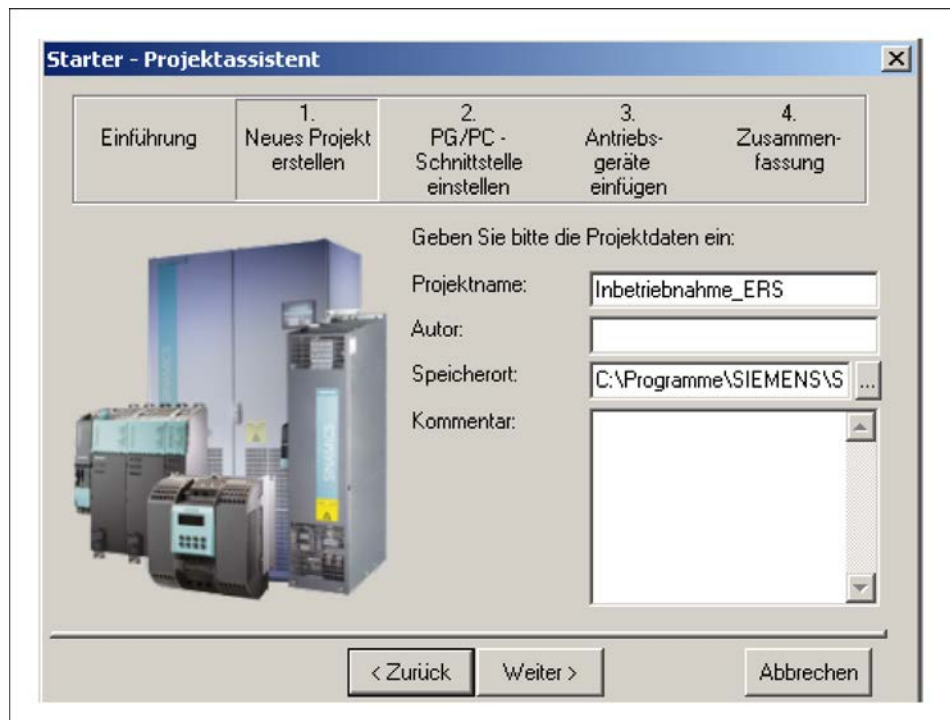 Starter - Projektassistent
Einführung
1.
Neues Projekt
erstellen
2.
PG/PC -
Schnittstelle
einstellen
3.
Antriebs-
geräte
einfügen
4.
Zusammen-
fassung
Geben Sie bitte die Projektdaten ein:
Projektname:
Inbetriebnahme_ERS
Autor:
Speicherort:
C:\Programme\SIEMENS\S
...
Kommentar:
SINAMICS
< Zurück
Weiter >
Abbrechen